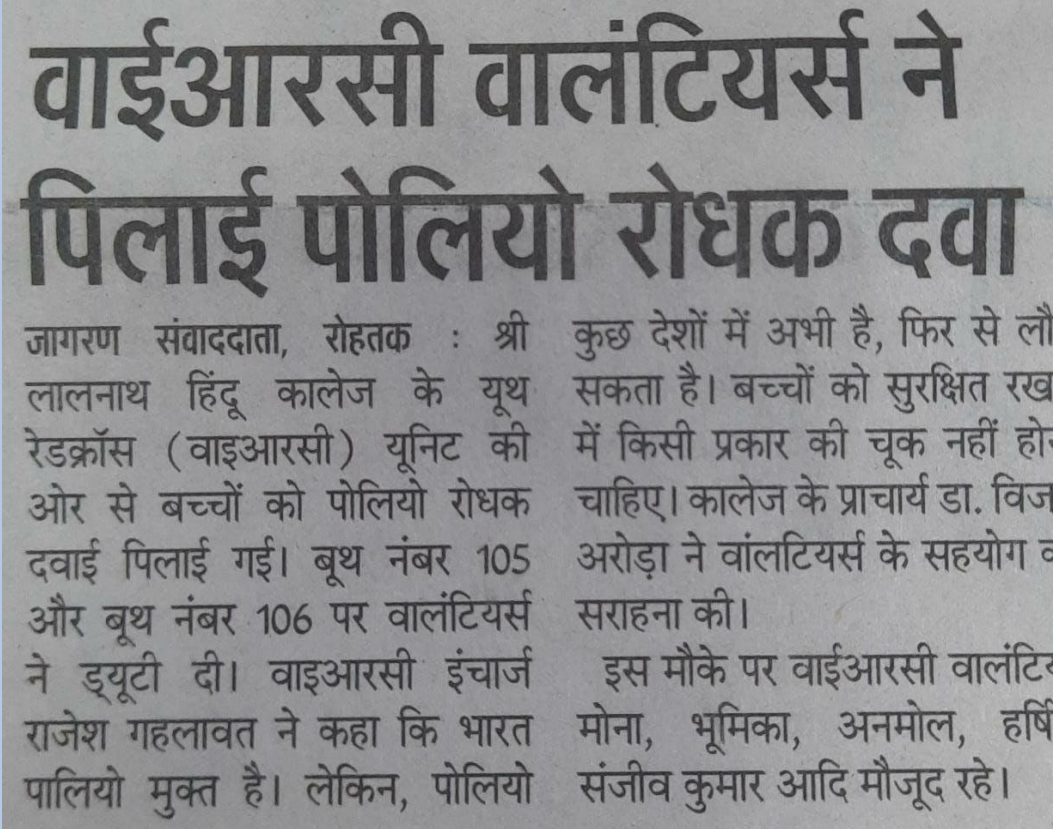 वाईआरसी वालंटियर्स ने
पिलाई पोलियो रोधक दवा
जागरण संवाददाता, रोहतक : श्री
लालनाथ हिंदू कालेज के यूथ
रेडक्रॉस (वाइआरसी) यूनिट की
ओर से बच्चों को पोलियो रोधक
दवाई पिलाई गई। बूथ नंबर 105
और बूथ नंबर 106 पर वालंटियर्स
ने ड्यूटी दी। वाइआरसी इंचार्ज
राजेश गहलावत ने कहा कि भारत
पालियो मुक्त है। लेकिन, पोलियो
कुछ देशों में अभी है, फिर से
सकता है। बच्चों को सुरक्षित
में किसी प्रकार की चूक नहीं
चाहिए। कालेज के प्राचार्य डा.
अरोड़ा ने वांलटियर्स के सहयोग
सराहना की।
इस मौके पर वाईआरसी
मोना, भूमिका, अनमोल,
संजीव कुमार आदि मौजूद रहे।